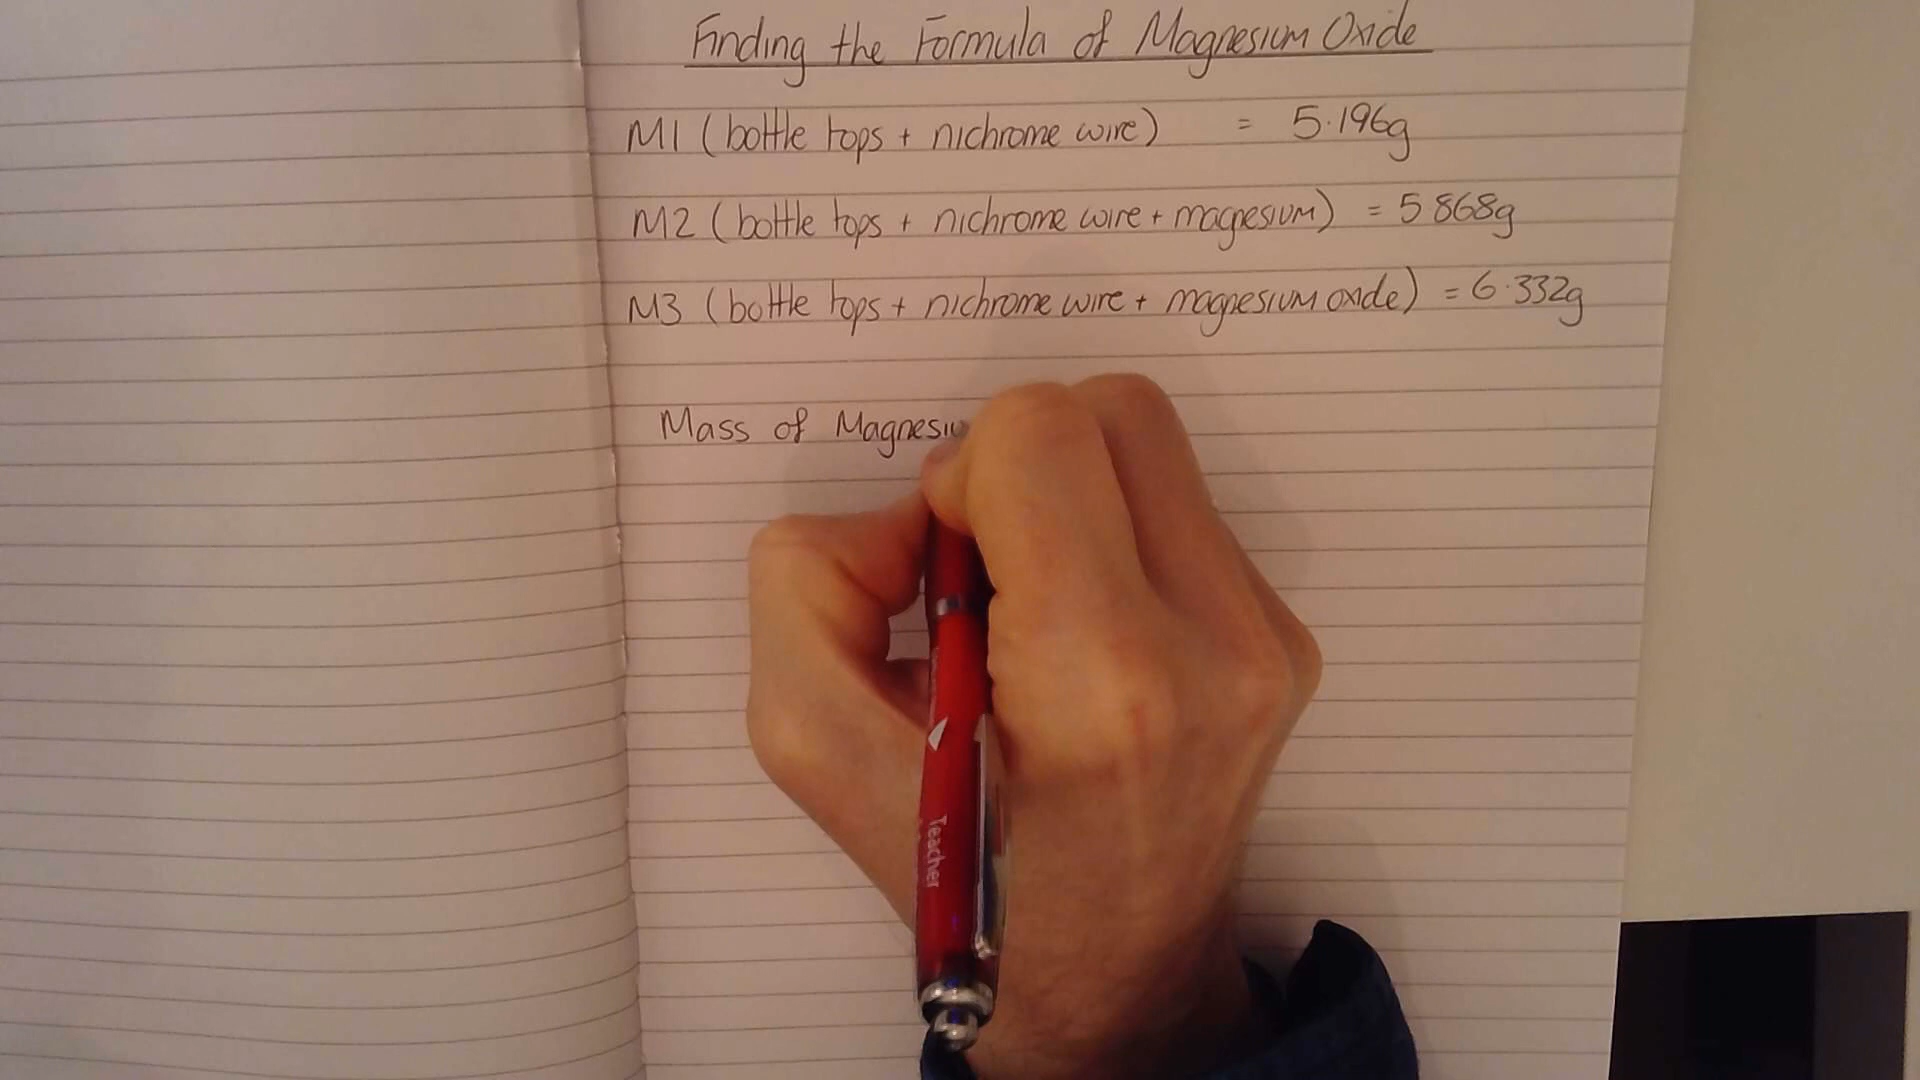 Finding the Formula of Magnesium Oxide
M1 (bottle tops + nichrome wire) = 5.196g
M2 (bottle tops + nichrome wire + magnesium) = 5.868g
M3 (bottle tops + nichrome wire + magnesium oxide) = 6.332g
Mass of Magnesiu
Teacher